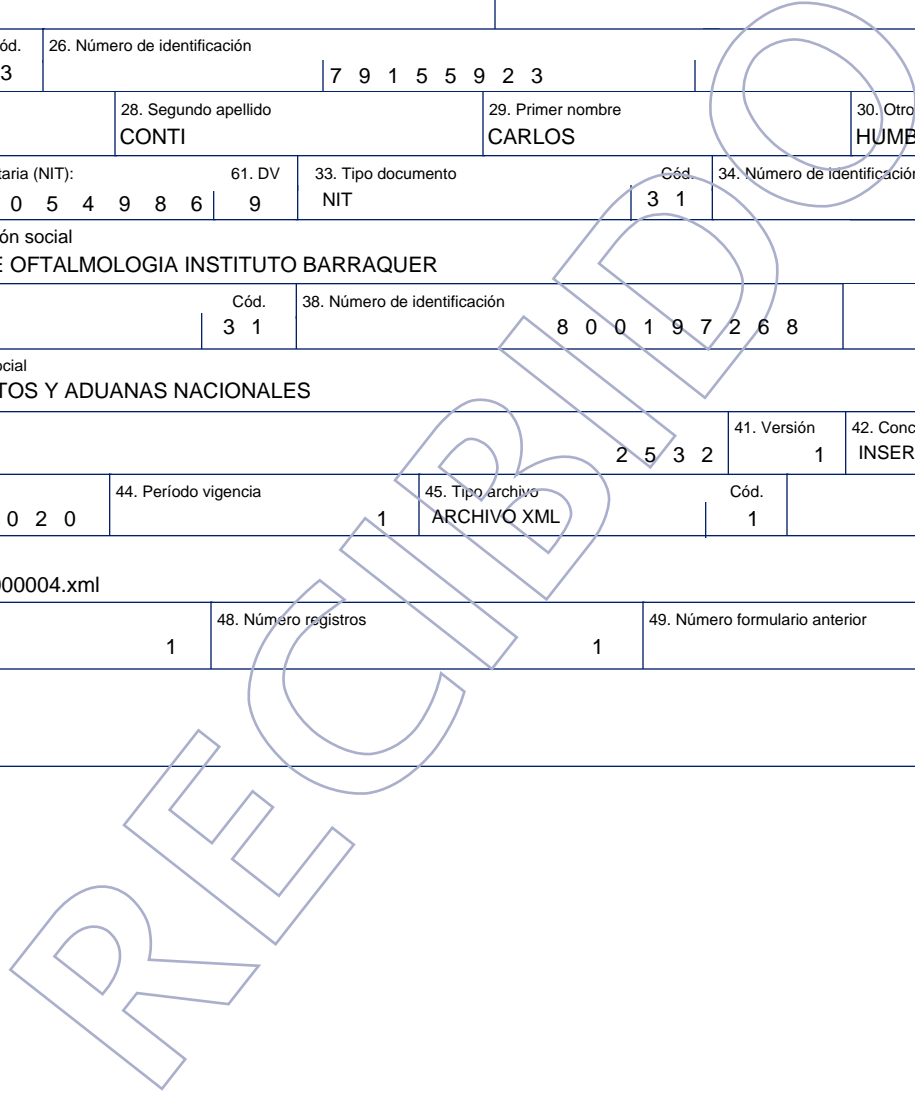 ód. 26. Número de identificación
3 7 9 1 5 5 9 2 3
28. Segundo apellido 29. Primer nombre 30. Otro
CONTI CARLOS HUMB
taria (NIT): 61. DV 33. Tipo documento Cód. 34. Número de identificación
0 5 4 9 8 6 9 NIT 3 1
ón social
E OFTALMOLOGIA INSTITUTO BARRAQUER
Cód. 38. Número de identificación
3 1 8 0 0 1 9 7 2 6 8
ocial
TOS Y ADUANAS NACIONALES
41. Versión 42. Conc
2 5 3 2 1 INSER
44. Período vigencia 45. Tipo archivo Cód.
0 2 0 1 ARCHIVO XML 1
000004.xml
48. Número registros 49. Número formulario anterior
1 1
RECIBIDO